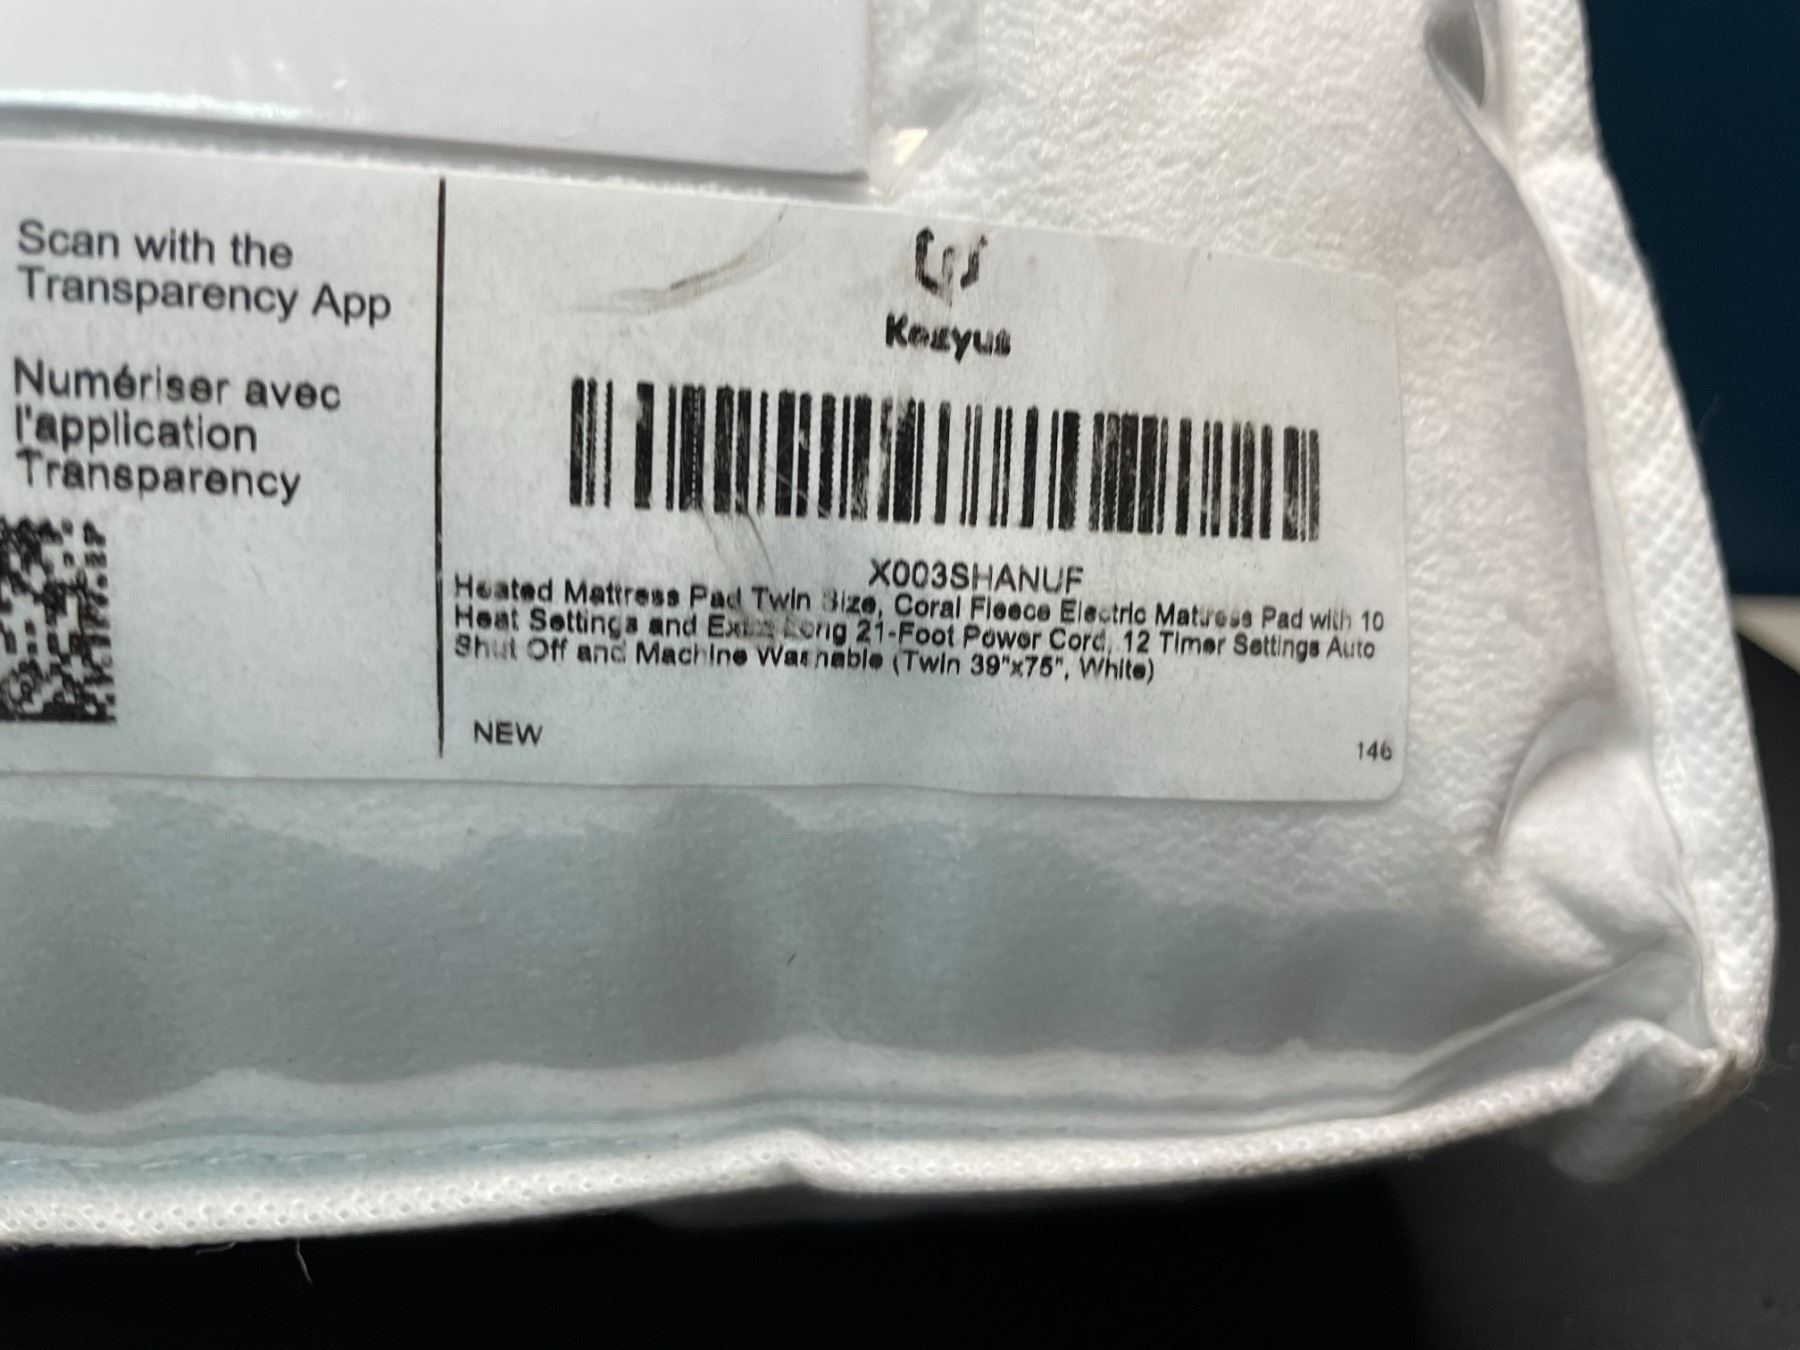 Scan with the
Transparency App
Numériser avec
l'application
Transparency
Kozyus
X003SHANUF
Heated Mattress Pad Twin Size, Coral Fleece Electric Mattress Pad with 10
Heat Settings and Extra Long 21-Foot Power Cord, 12 Timer Settings Auto
Shut Off and Machine Washable (Twin 39"x75", White)
NEW
146